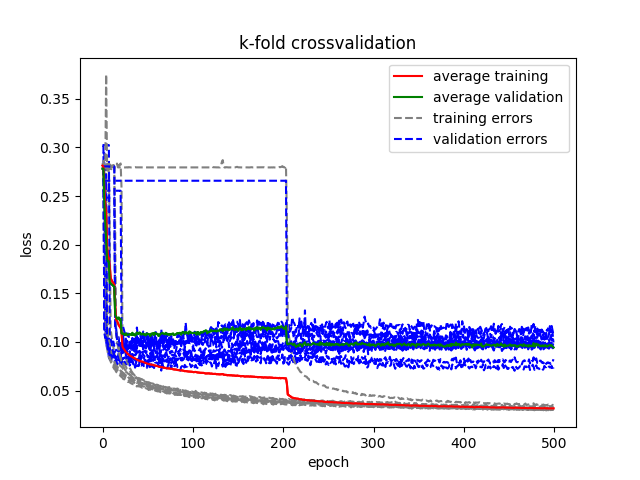 k-fold crossvalidation
average training
average validation
training errors
validation errors
loss
0.35
0.30
0.25
0.20
0.15
0.10
0.05
0
100
200
300
400
500
epoch